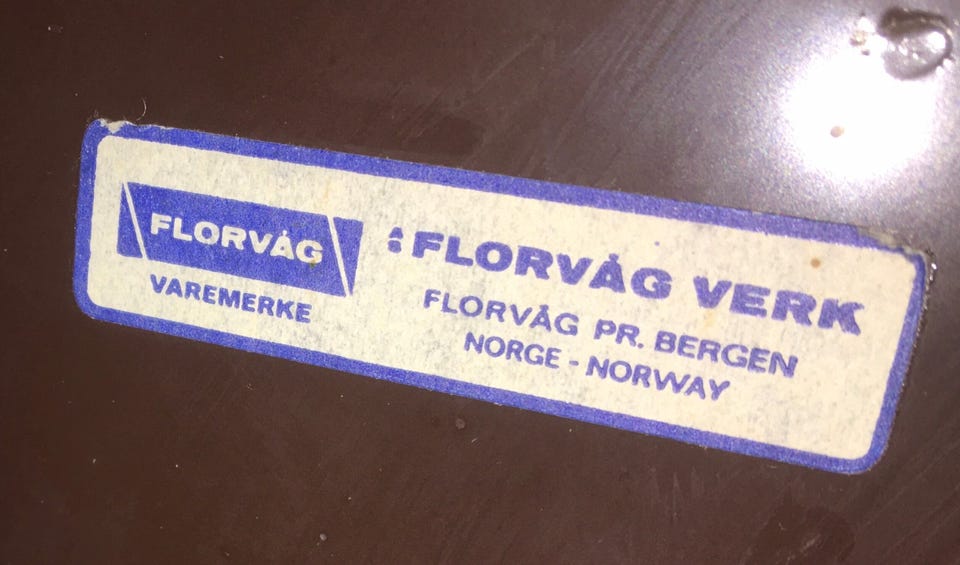 FLORVÅG
VAREMERKE
FLORVÅG VERK
FLORVÅG PR. BERGEN
NORGE - NORWAY